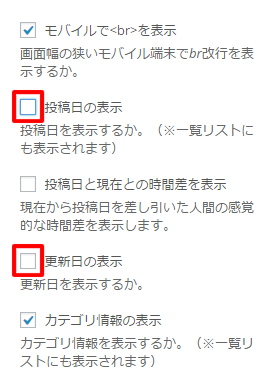 モバイルで<br>を表示
画面幅の狭いモバイル端末でbr改行を表
示するか。
投稿日の表示
投稿日を表示するか。（※一覧リストに
も表示されます）
投稿日と現在との時間差を表示
現在から投稿日を差し引いた人間の感覚
的な時間差を表示します。
更新日の表示
更新日を表示するか。
カテゴリ情報の表示
カテゴリ情報を表示するか。（※一覧リ
ストにも表示されます）